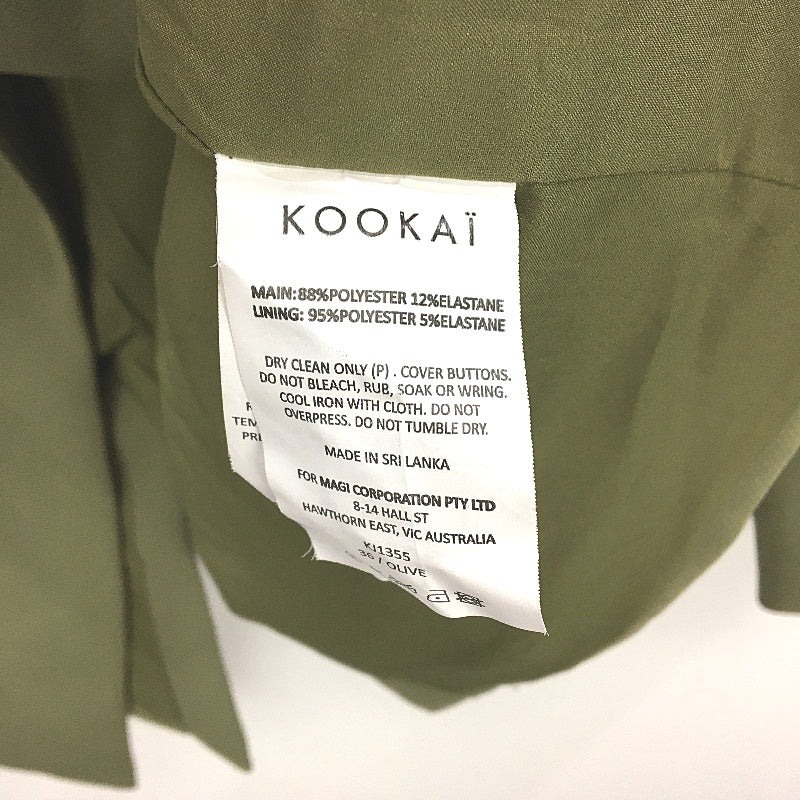 KOOKAÏ
MAIN:88%POLYESTER 12%ELASTANE
LINING: 95%POLYESTER 5%ELASTANE
DRY CLEAN ONLY (P) . COVER BUTTONS.
DO NOT BLEACH, RUB, SOAK OR WRING.
COOL IRON WITH CLOTH. DO NOT
OVERPRESS. DO NOT TUMBLE DRY.
MADE IN SRI LANKA
FOR MAGI CORPORATION PTY LTD
8-14 HALL ST
HAWTHORN EAST, VIC AUSTRALIA
KJ1355
36 / OLIVE